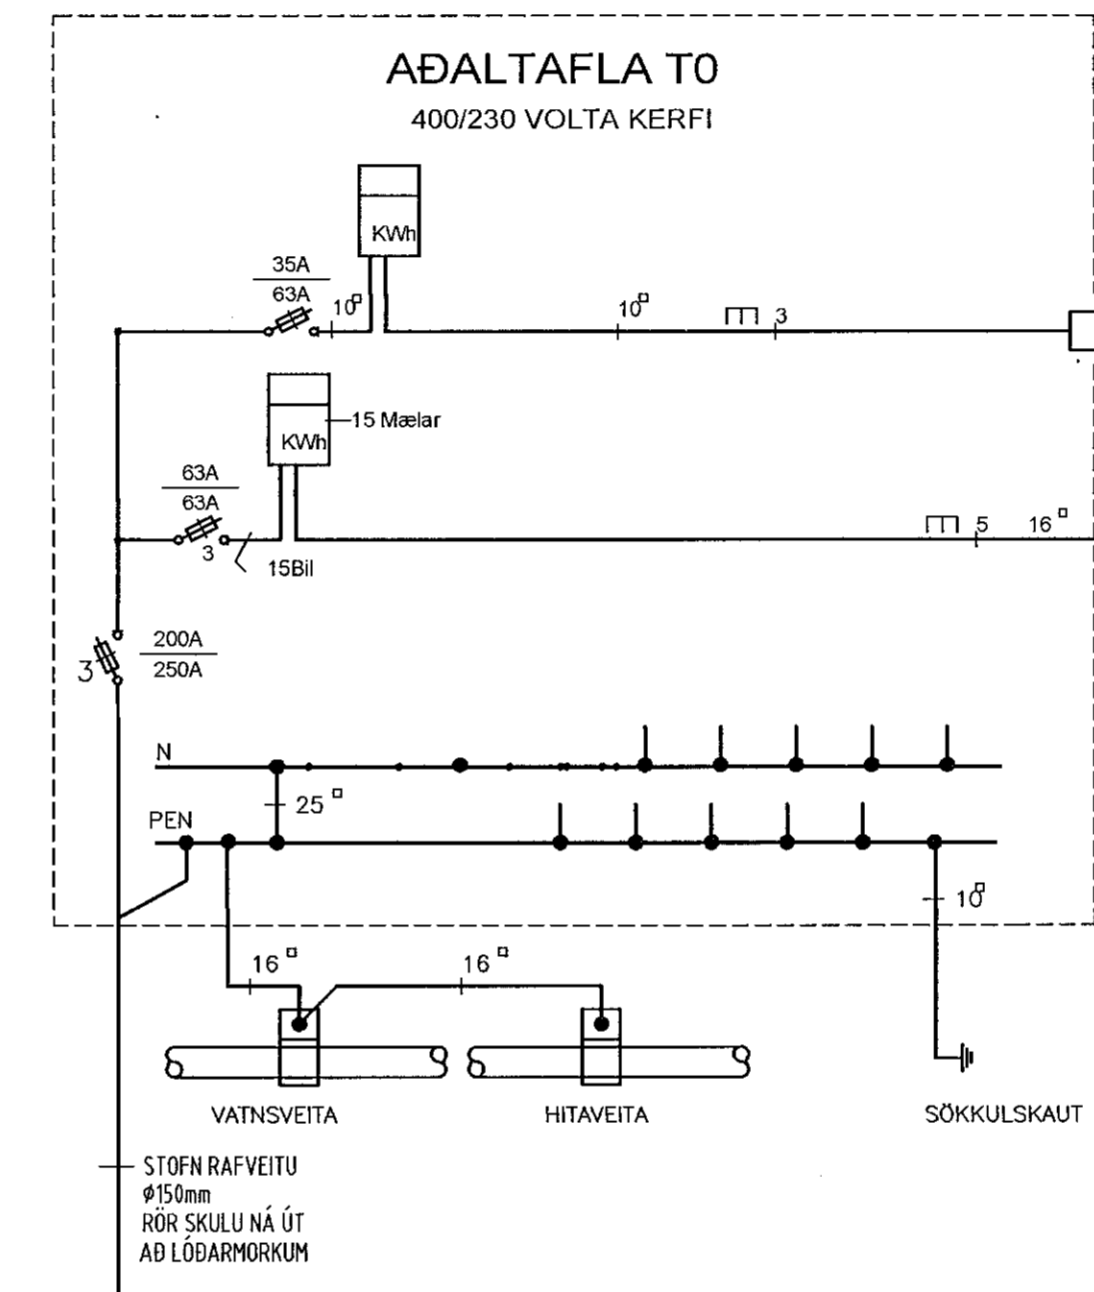 AÐALTAFLA T0
400/230 VOLTA KERFI
KWh
35A
63A
10□
10□
3
15 Mælar
KWh
63A
63A
3
15Bil
5
16□
200A
250A
3
N
25□
PEN
10□
16□
16□
VATNSVEITA
HITAVEITA
SÖKKULSKAUT
STOFN RAFVEITU
ø150mm
RÖR SKULU NÁ ÚT
AÐ LÓÐARMORKUM